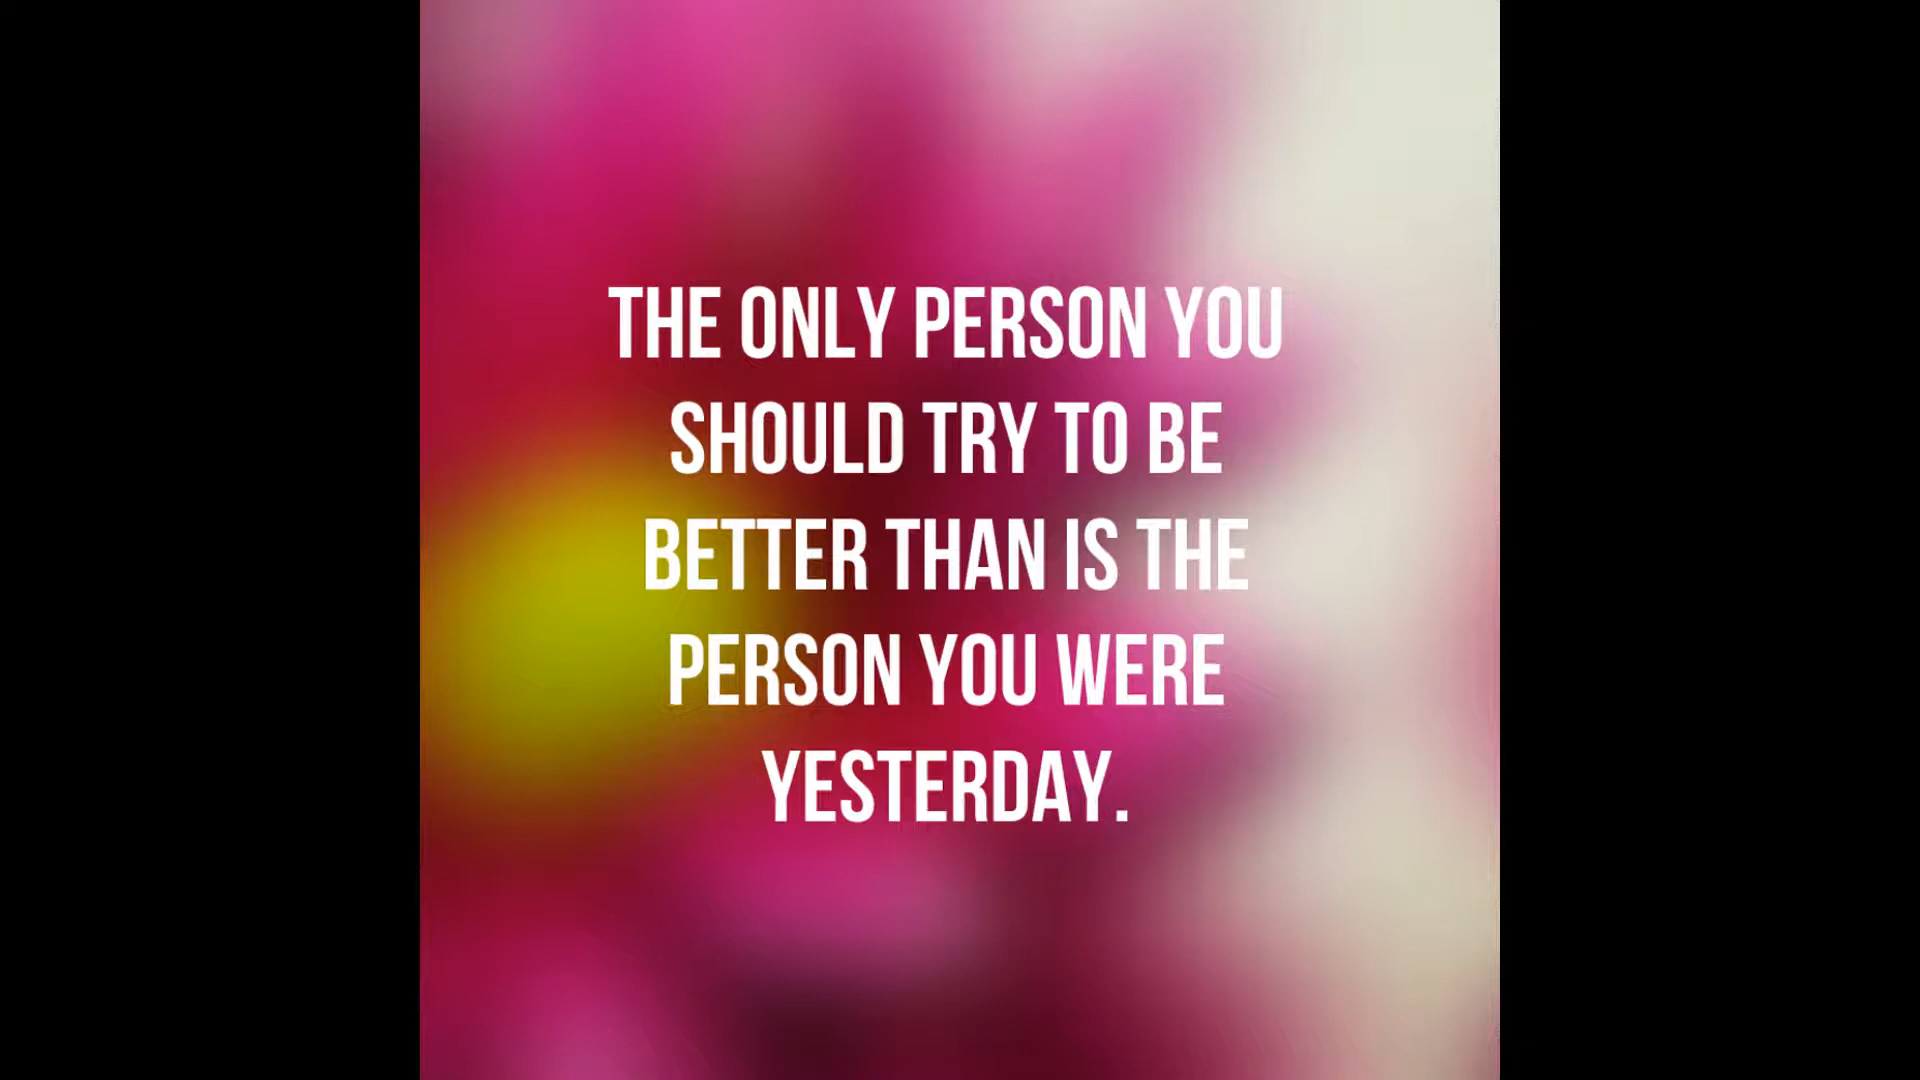 THE ONLY PERSON YOU
SHOULD TRY TO BE
BETTER THAN IS THE
PERSON YOU WERE
YESTERDAY.